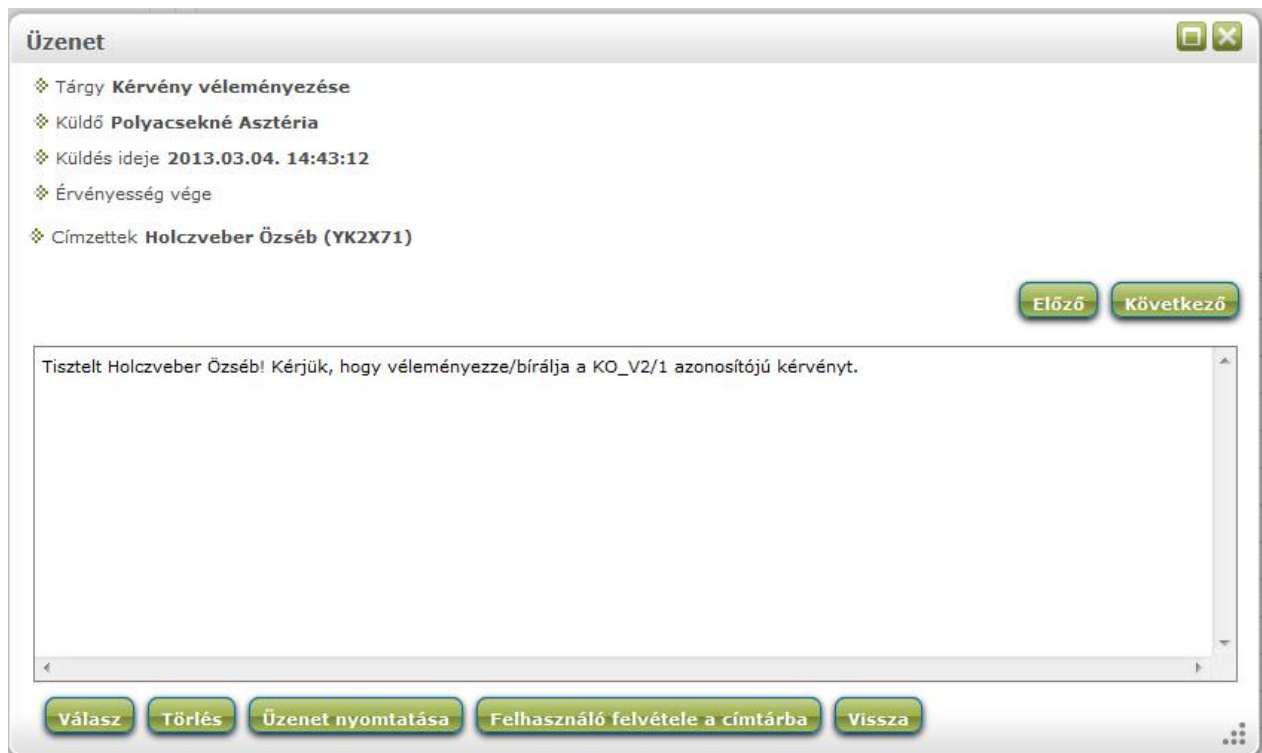 Üzenet
Tárgy Kérvény véleményezése
Küldő Polyacsekné Asztéria
Küldés ideje 2013.03.04. 14:43:12
Érvényesség vége
Címzettek Holczveber Özséb (YK2X71)
Előző Következő
Tisztelt Holczveber Özséb! Kérjük, hogy véleményezze/bírálja a KO_V2/1 azonosítójú kérvényt.
Válasz Törlés Üzenet nyomtatása Felhasználó felvétele a címtárba Vissza